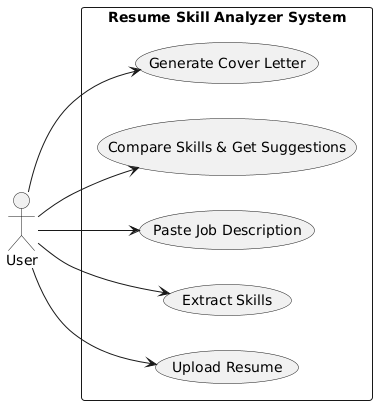 Resume Skill Analyzer System
Generate Cover Letter
Compare Skills & Get Suggestions
Paste Job Description
User
Extract Skills
Upload Resume